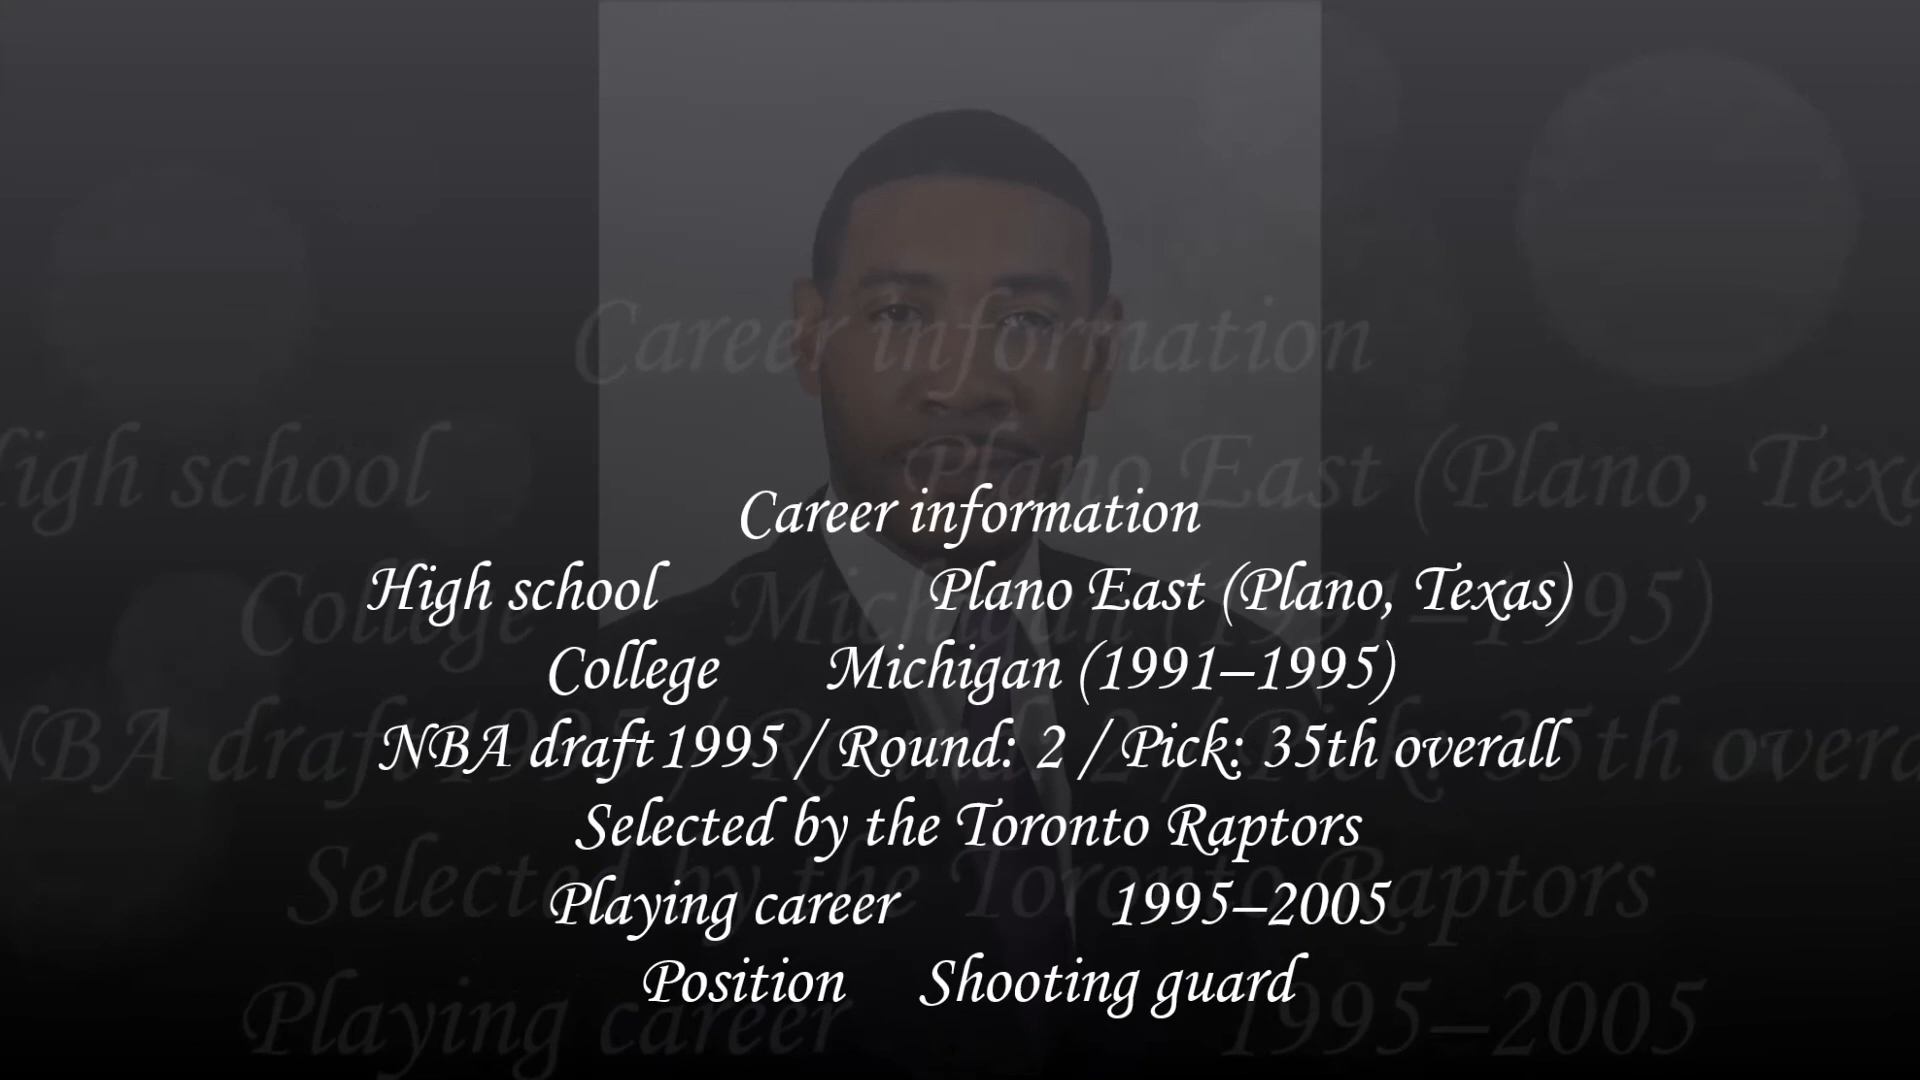 Career information
High school Plano East (Plano, Texas)
College Michigan (1991–1995)
NBA draft 1995 / Round: 2 / Pick: 35th overall
Selected by the Toronto Raptors
Playing career 1995–2005
Position Shooting guard